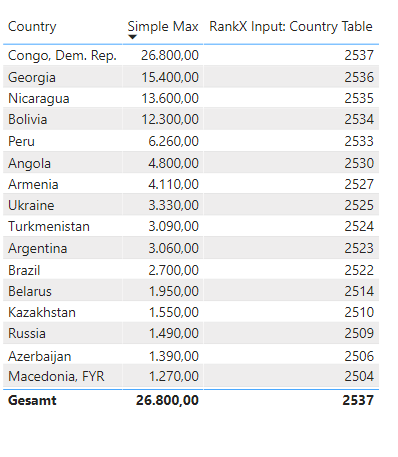 Country Simple Max RankX Input: Country Table
Congo, Dem. Rep. 26.800,00 2537
Georgia 15.400,00 2536
Nicaragua 13.600,00 2535
Bolivia 12.300,00 2534
Peru 6.260,00 2533
Angola 4.800,00 2530
Armenia 4.110,00 2527
Ukraine 3.330,00 2525
Turkmenistan 3.090,00 2524
Argentina 3.060,00 2523
Brazil 2.700,00 2522
Belarus 1.950,00 2514
Kazakhstan 1.550,00 2510
Russia 1.490,00 2509
Azerbaijan 1.390,00 2506
Macedonia, FYR 1.270,00 2504
Gesamt 26.800,00 2537